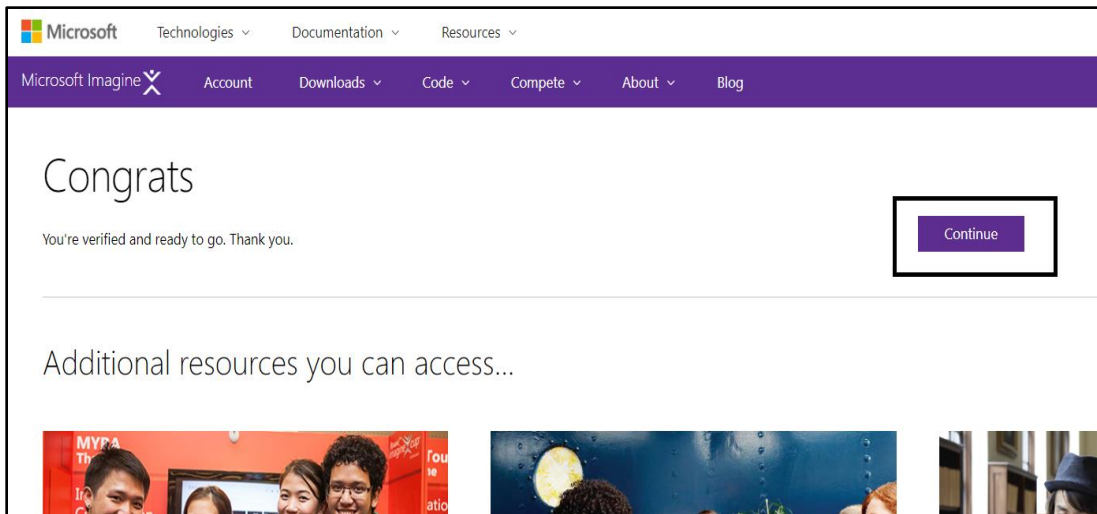 Microsoft Technologies Documentation Resources
Microsoft Imagine Account Downloads Code Compete About Blog
Congrats
You're verified and ready to go. Thank you.
Continue
Additional resources you can access...
MYRA